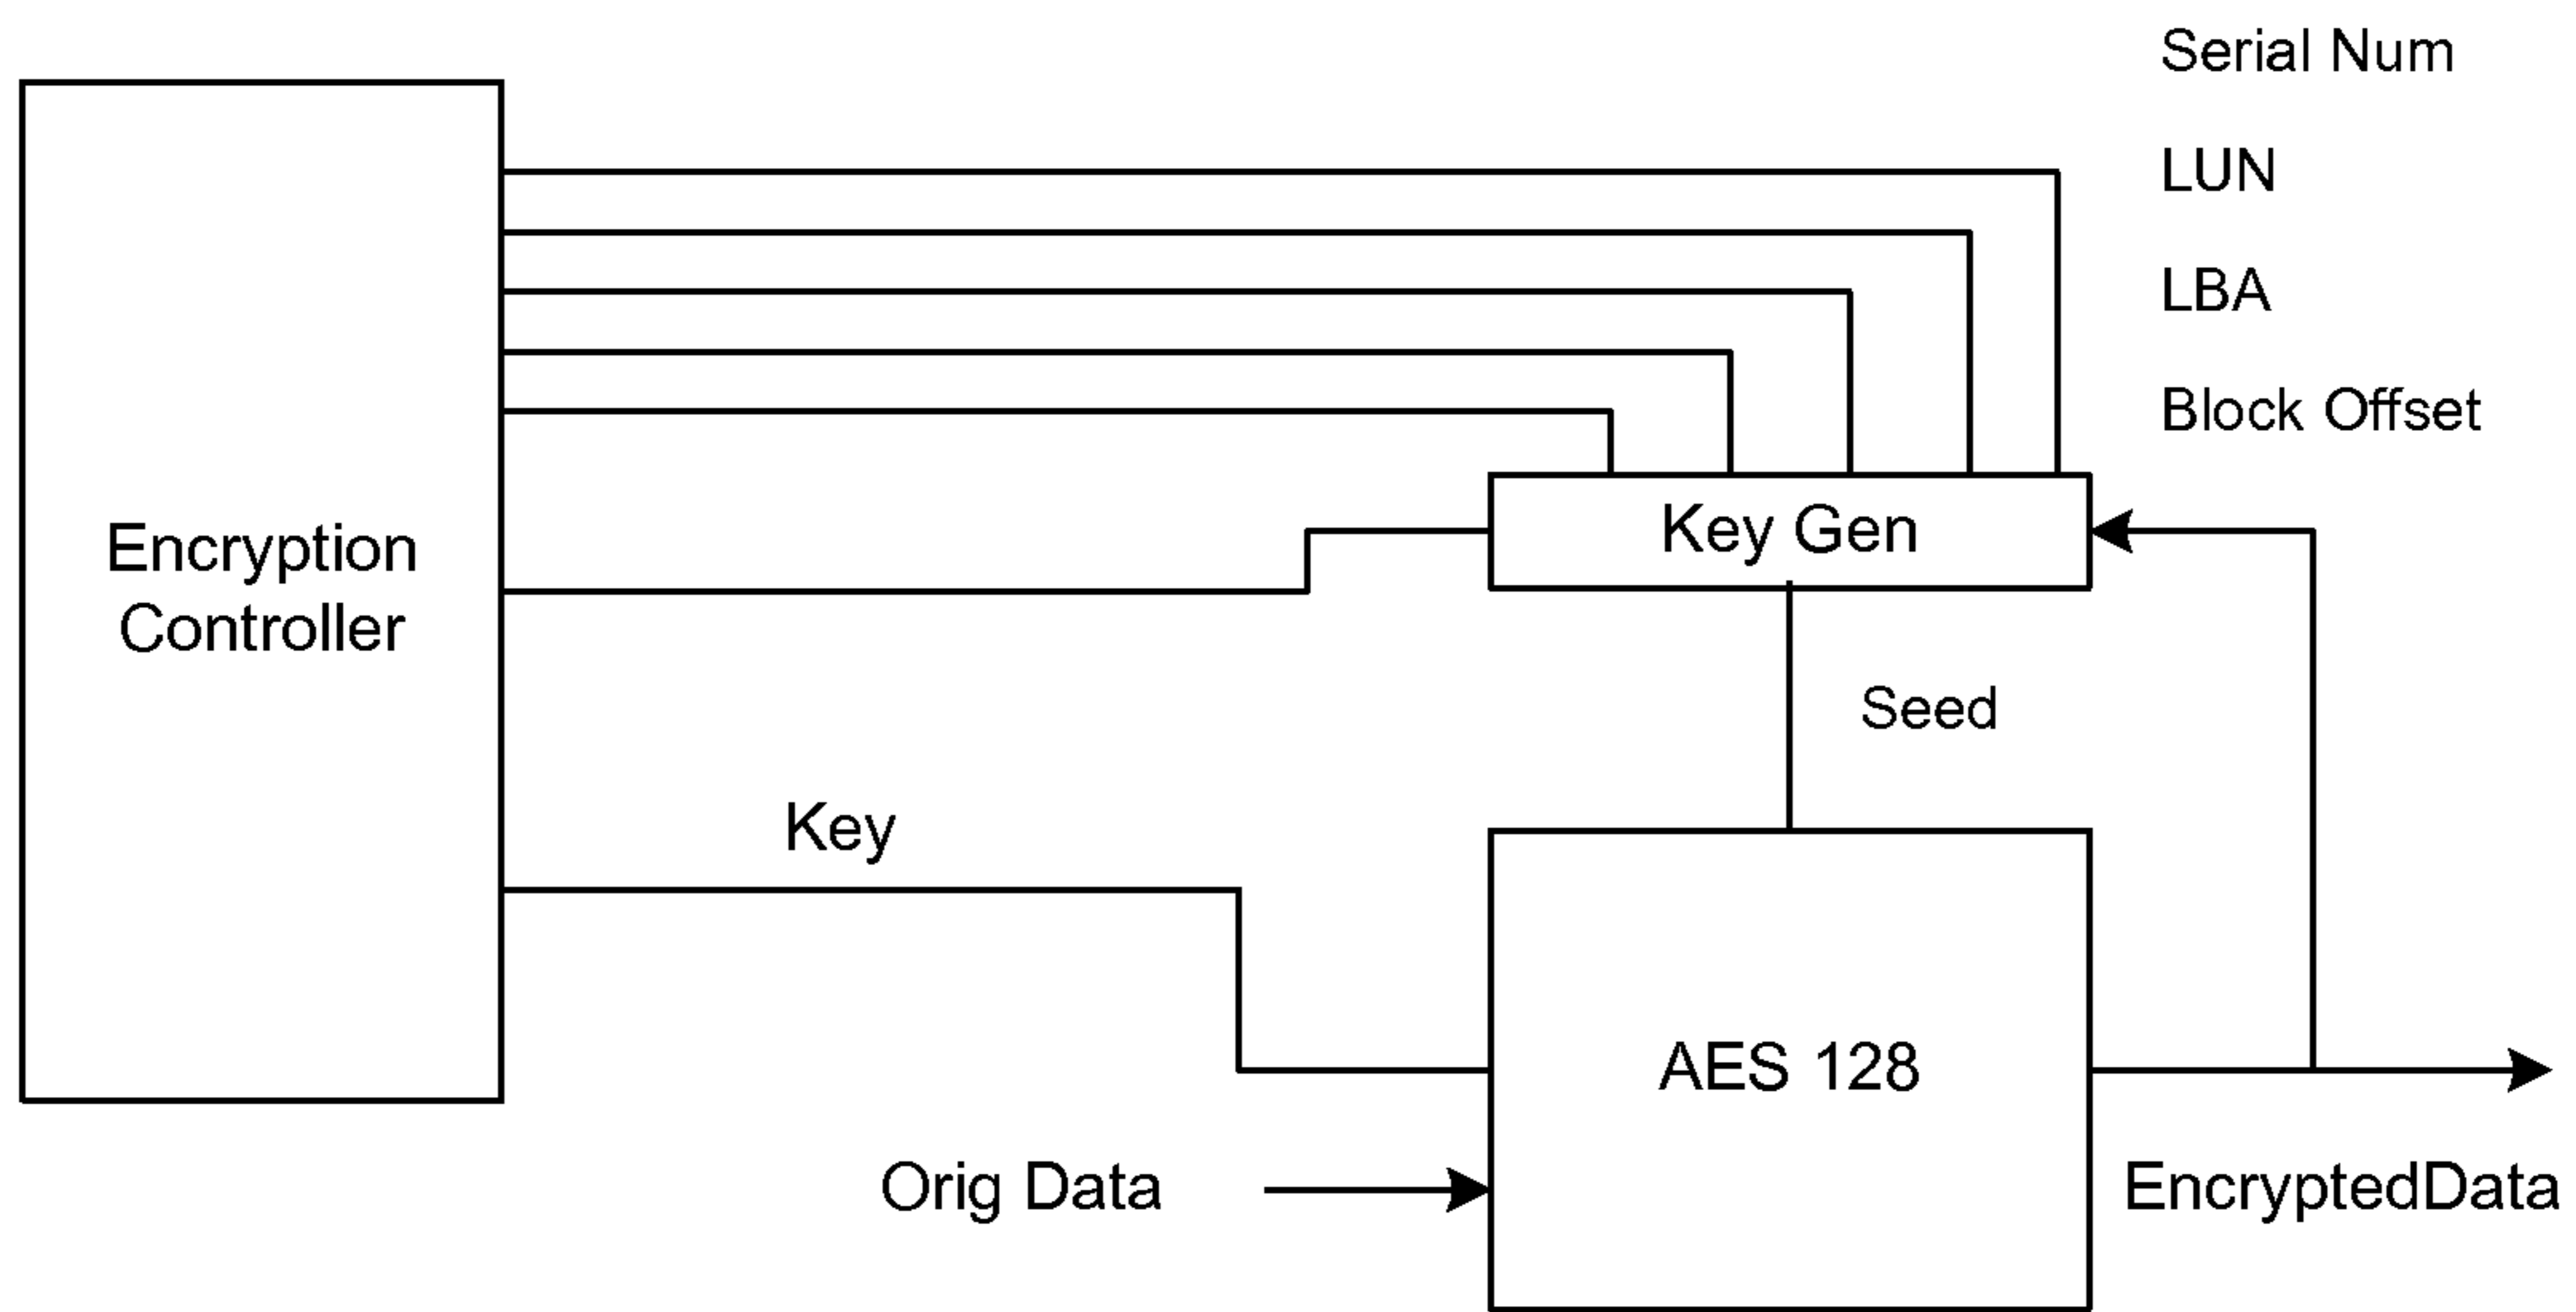 Serial Num
LUN
LBA
Block Offset
Key Gen
Encryption
Controller
Seed
Key
AES 128
Orig Data
EncryptedData